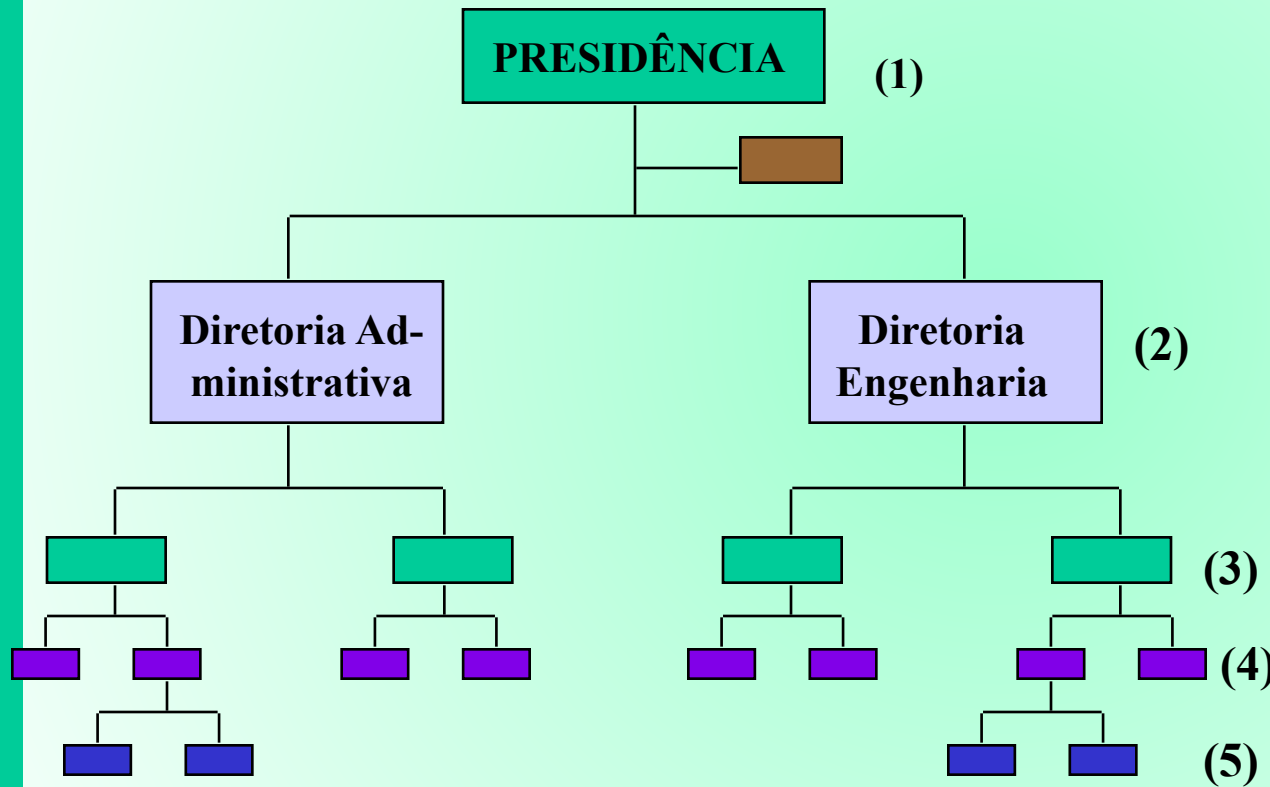 PRESIDÊNCIA
(1)
Diretoria Ad-
ministrativa
Diretoria
Engenharia
(2)
(3)
(4)
(5)